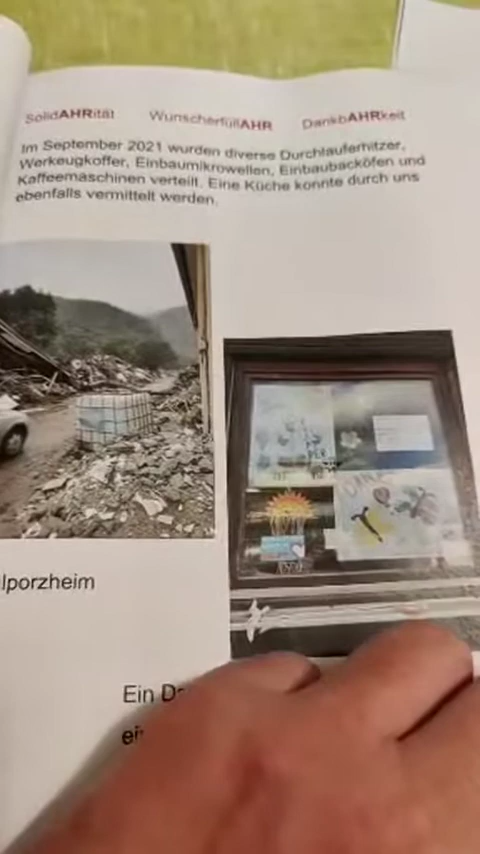 SolidAHRität WunscherfüllAHR DankbAHRkeit
Im September 2021 wurden diverse Durchlauferhitzer,
Werkeugkoffer, Einbaumikrowellen, Einbaubacköfen und
Kaffeemaschinen verteilt. Eine Küche konnte durch uns
ebenfalls vermittelt werden.
lporzheim
Ein